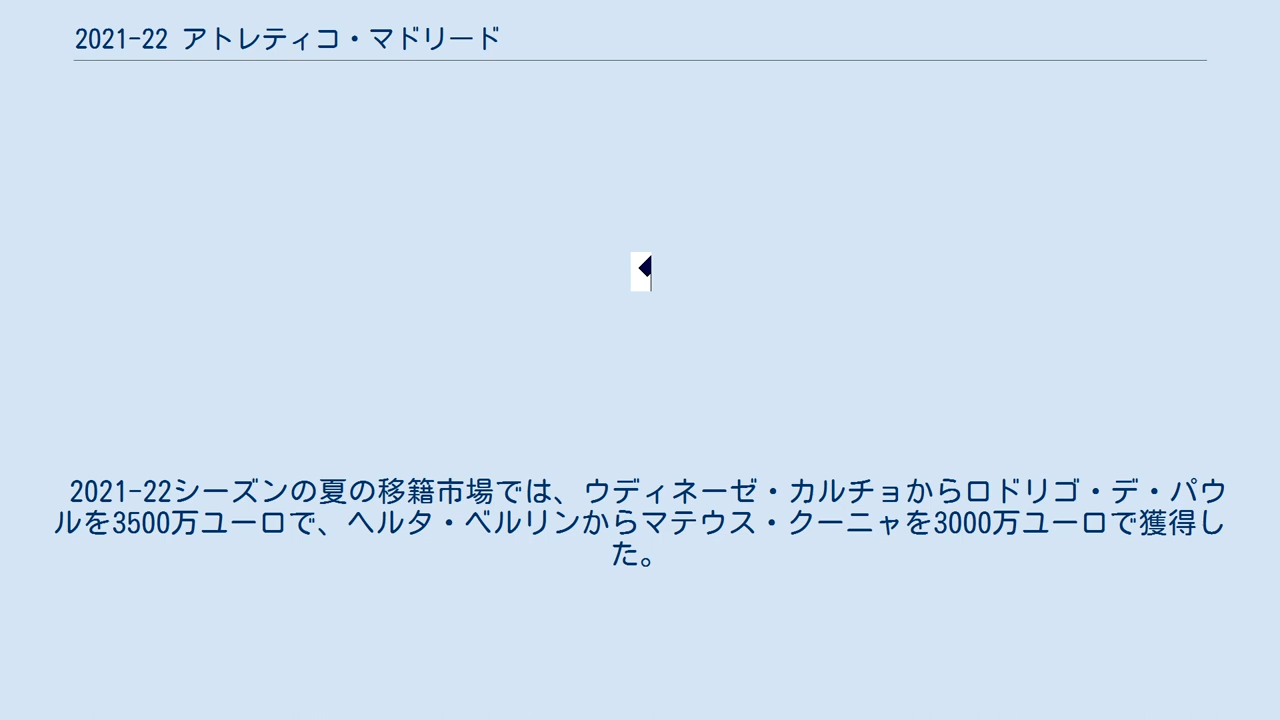 2021-22 アトレティコ・マドリード
2021-22シーズンの夏の移籍市場では、ウディネーゼ・カルチョからロドリゴ・デ・パウ
ルを3500万ユーロで、ヘルタ・ベルリンからマテウス・クーニャを3000万ユーロで獲得し
た。